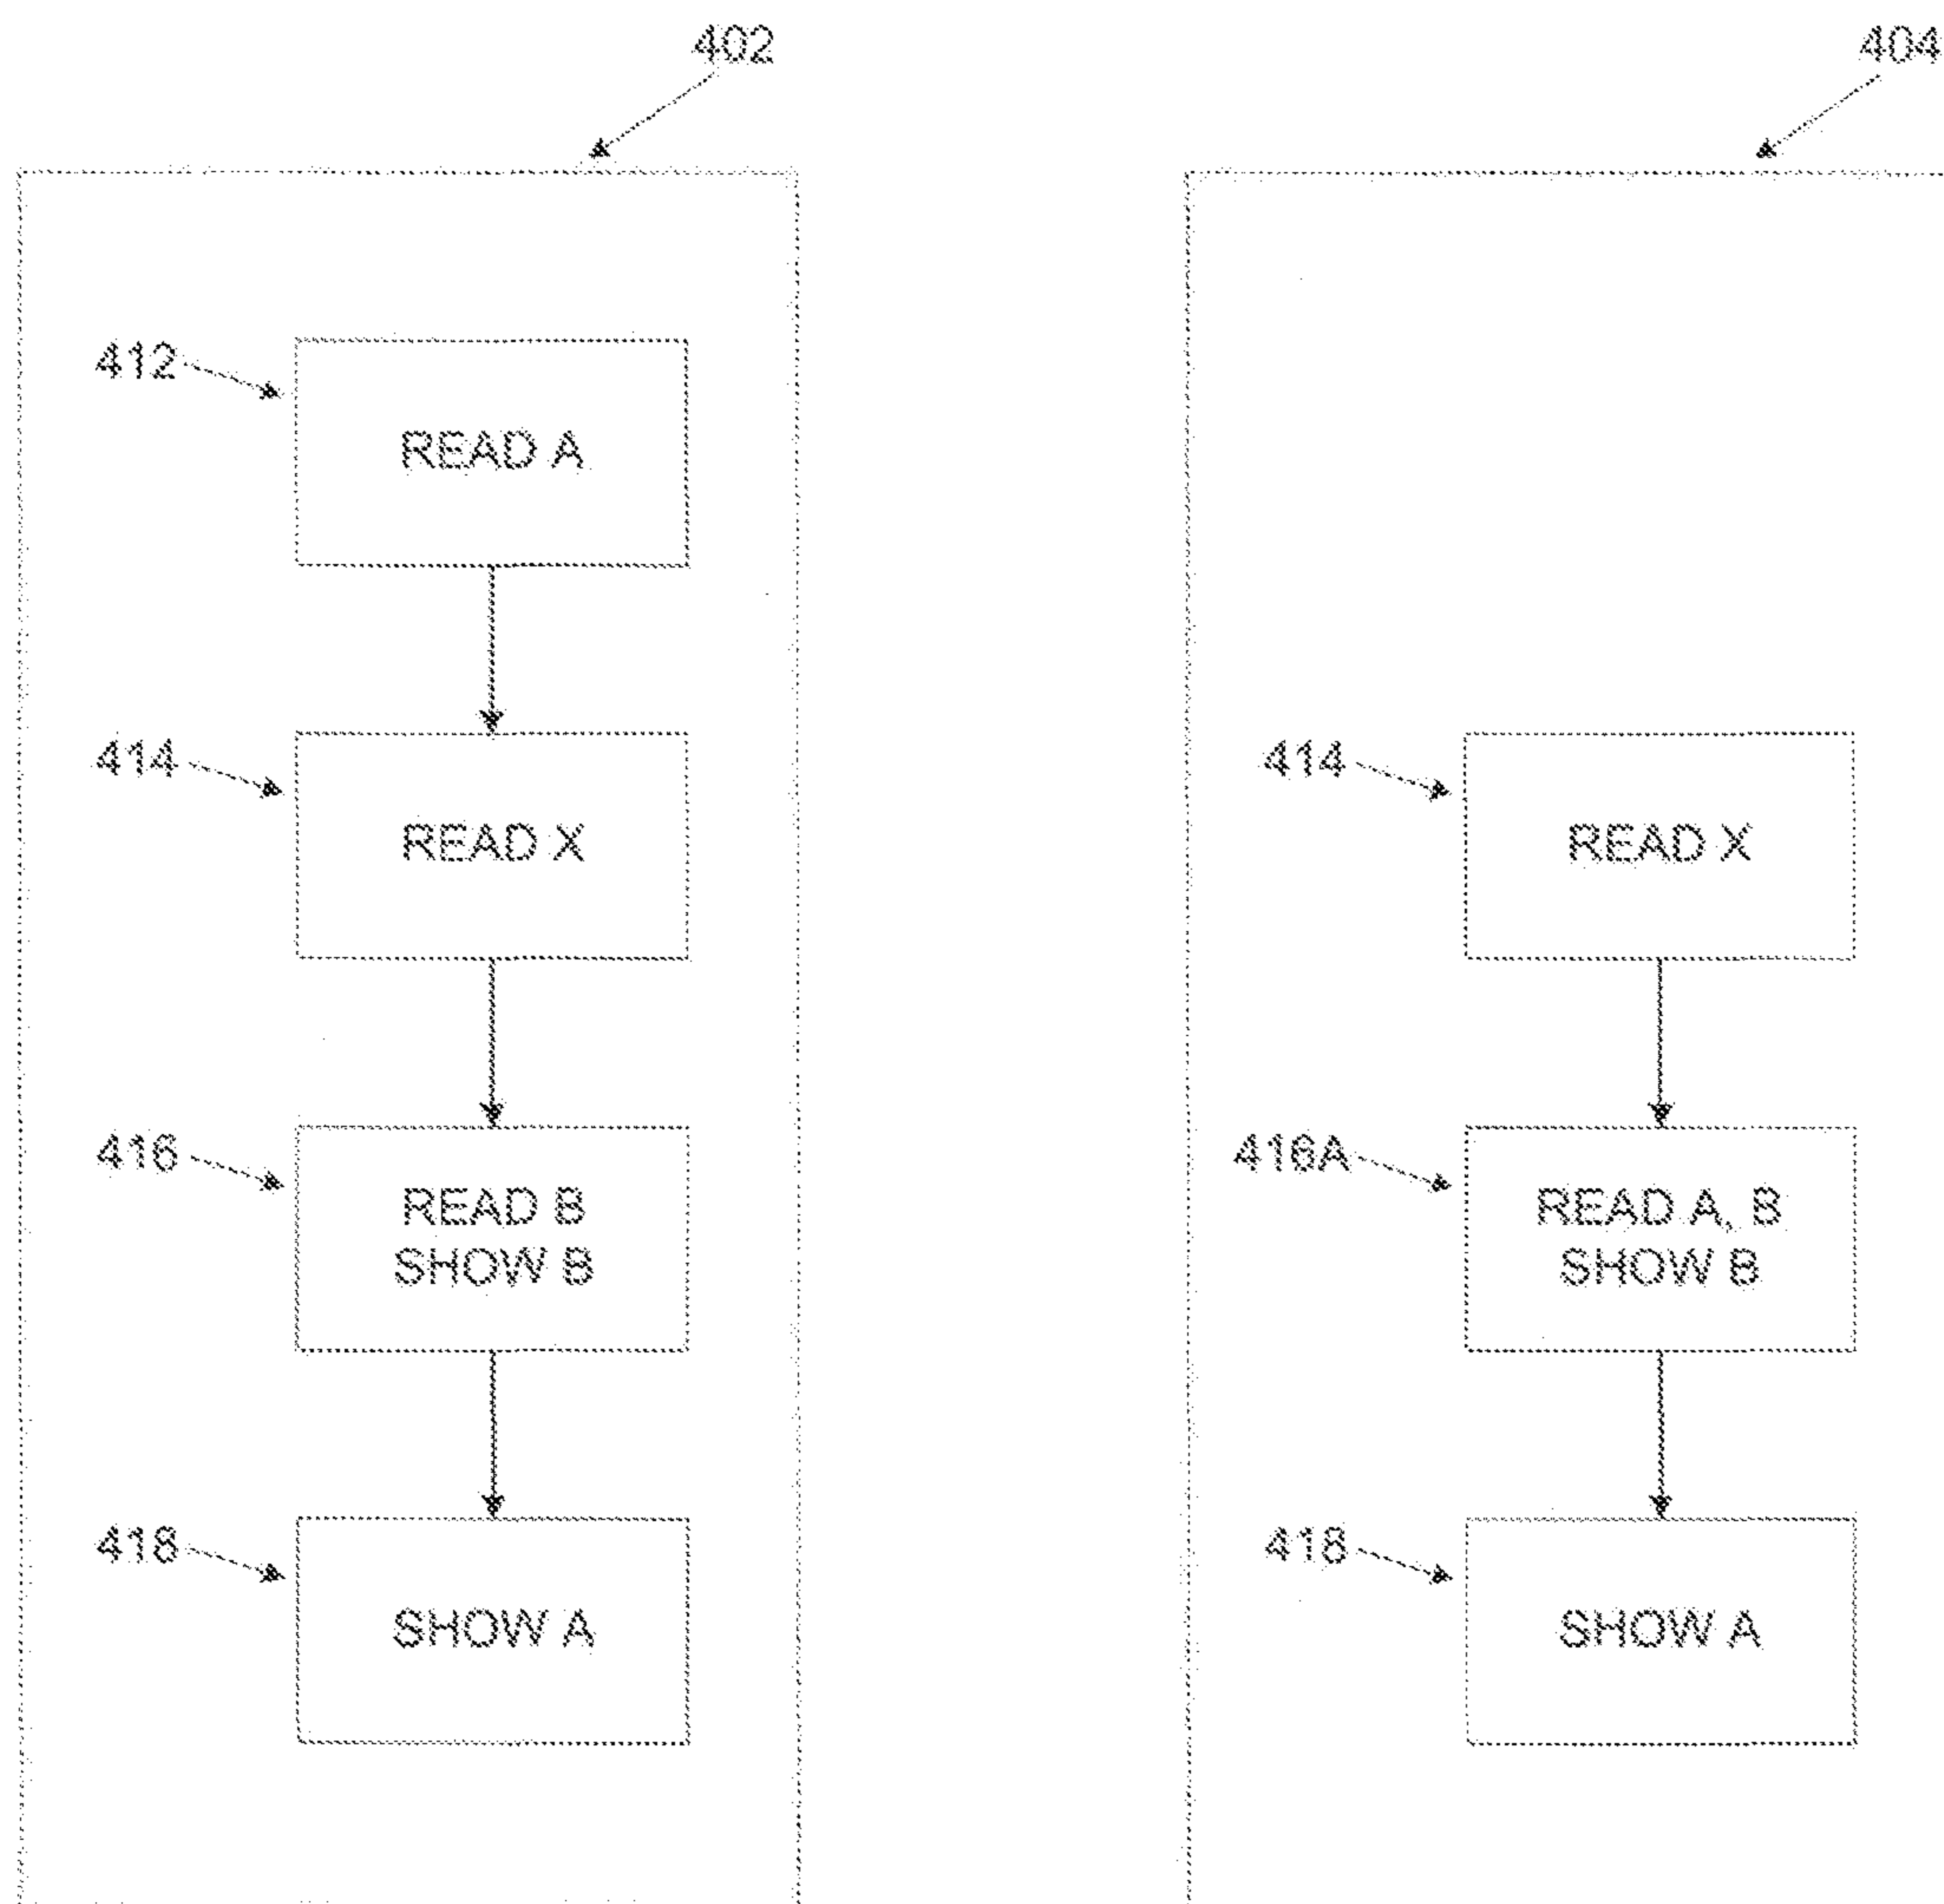 402
412
READ A
414
READ X
416
READ B
SHOW B
418
SHOW A
404
414
READ X
416A
READ A, B
SHOW B
418
SHOW A